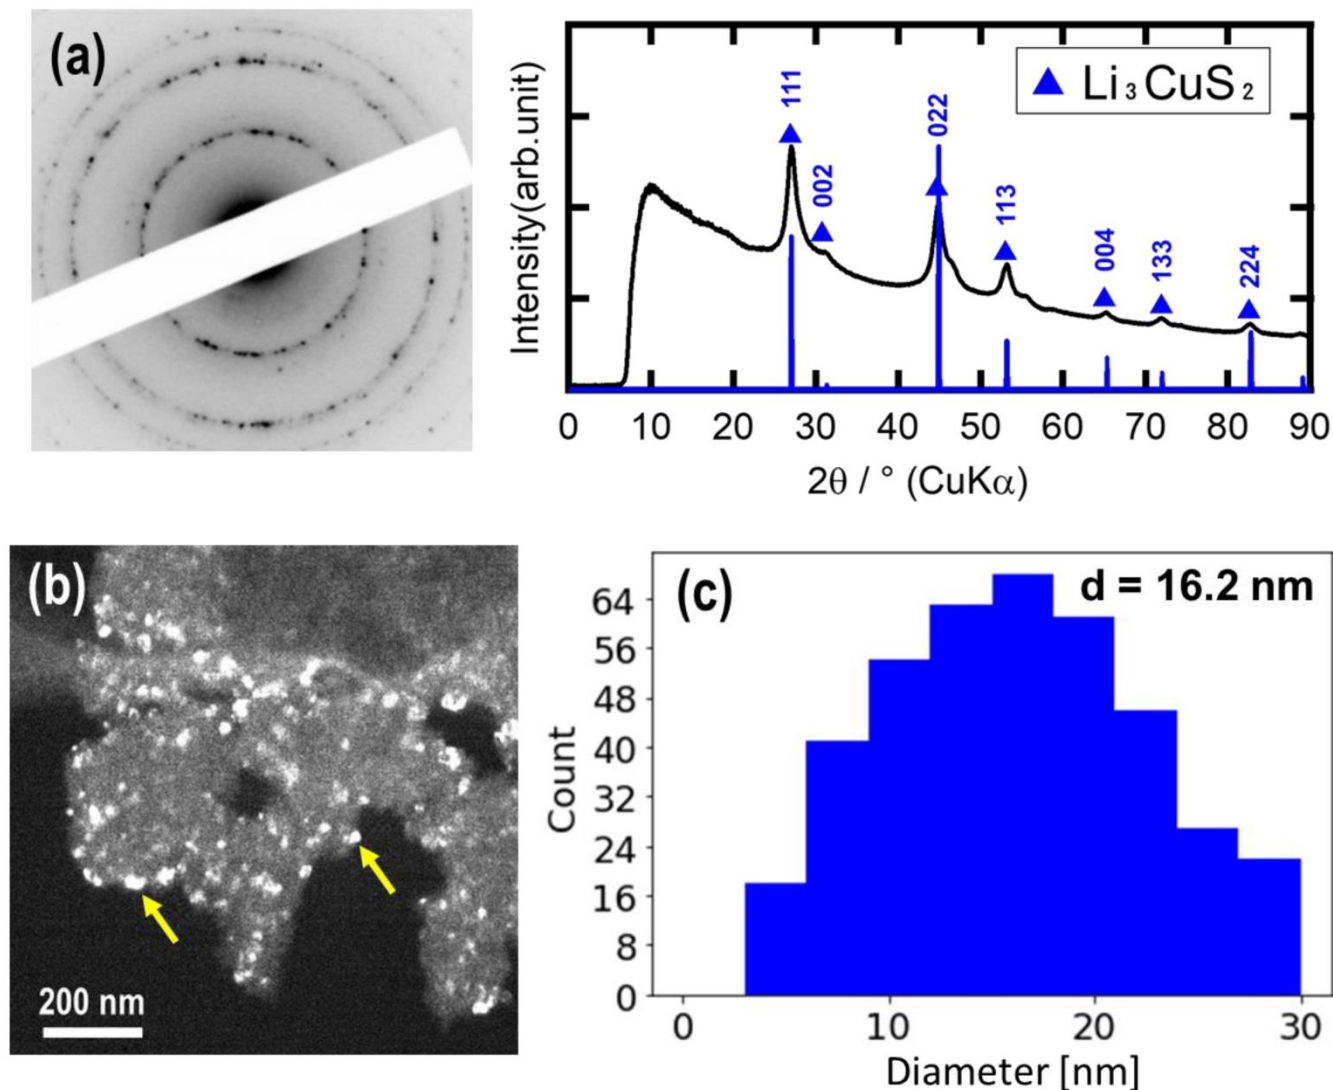 (a)
Intensity(arb.unit)
▲ Li₃CuS₂
111
002
022
113
004
133
224
0 10 20 30 40 50 60 70 80 90
2θ / ° (CuKα)
(b)
200 nm
(c)
d = 16.2 nm
Count
64
56
48
40
32
24
16
8
0
0 10 20 30
Diameter [nm]